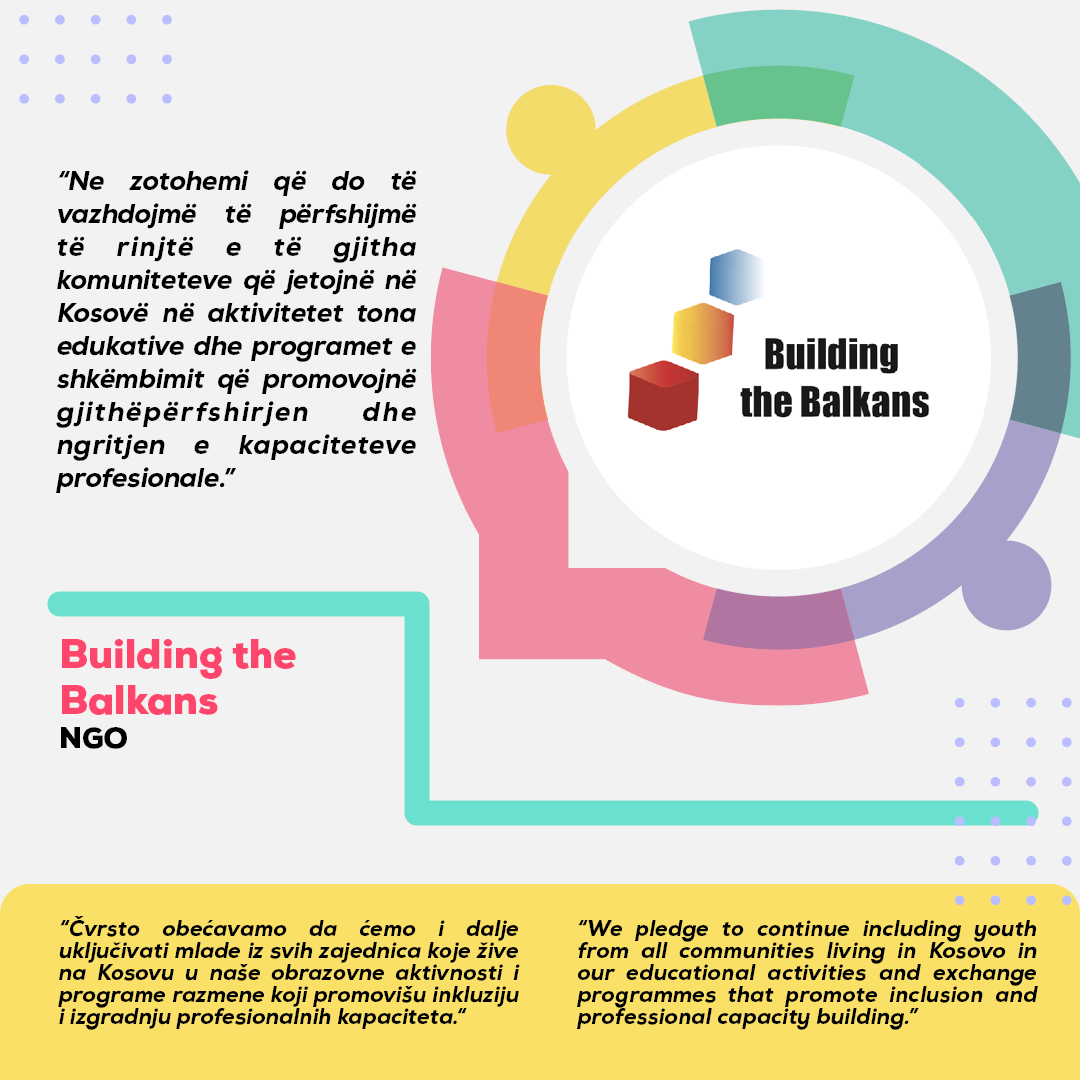 “Ne zotohemi që do të
vazhdojmë të përfshijmë
të rinjtë e të gjitha
komuniteteve që jetojnë në
Kosovë në aktivitetet tona
edukative dhe programet e
shkëmbimit që promovojnë
gjithëpërfshirjen dhe
ngritjen e kapaciteteve
profesionale.”
Building
the Balkans
Building the
Balkans
NGO
“Čvrsto obećavamo da ćemo i dalje
uključivati mlade iz svih zajednica koje žive
na Kosovu u naše obrazovne aktivnosti i
programe razmene koji promovišu inkluziju
i izgradnju profesionalnih kapaciteta.“
“We pledge to continue including youth
from all communities living in Kosovo in
our educational activities and exchange
programmes that promote inclusion and
professional capacity building.”